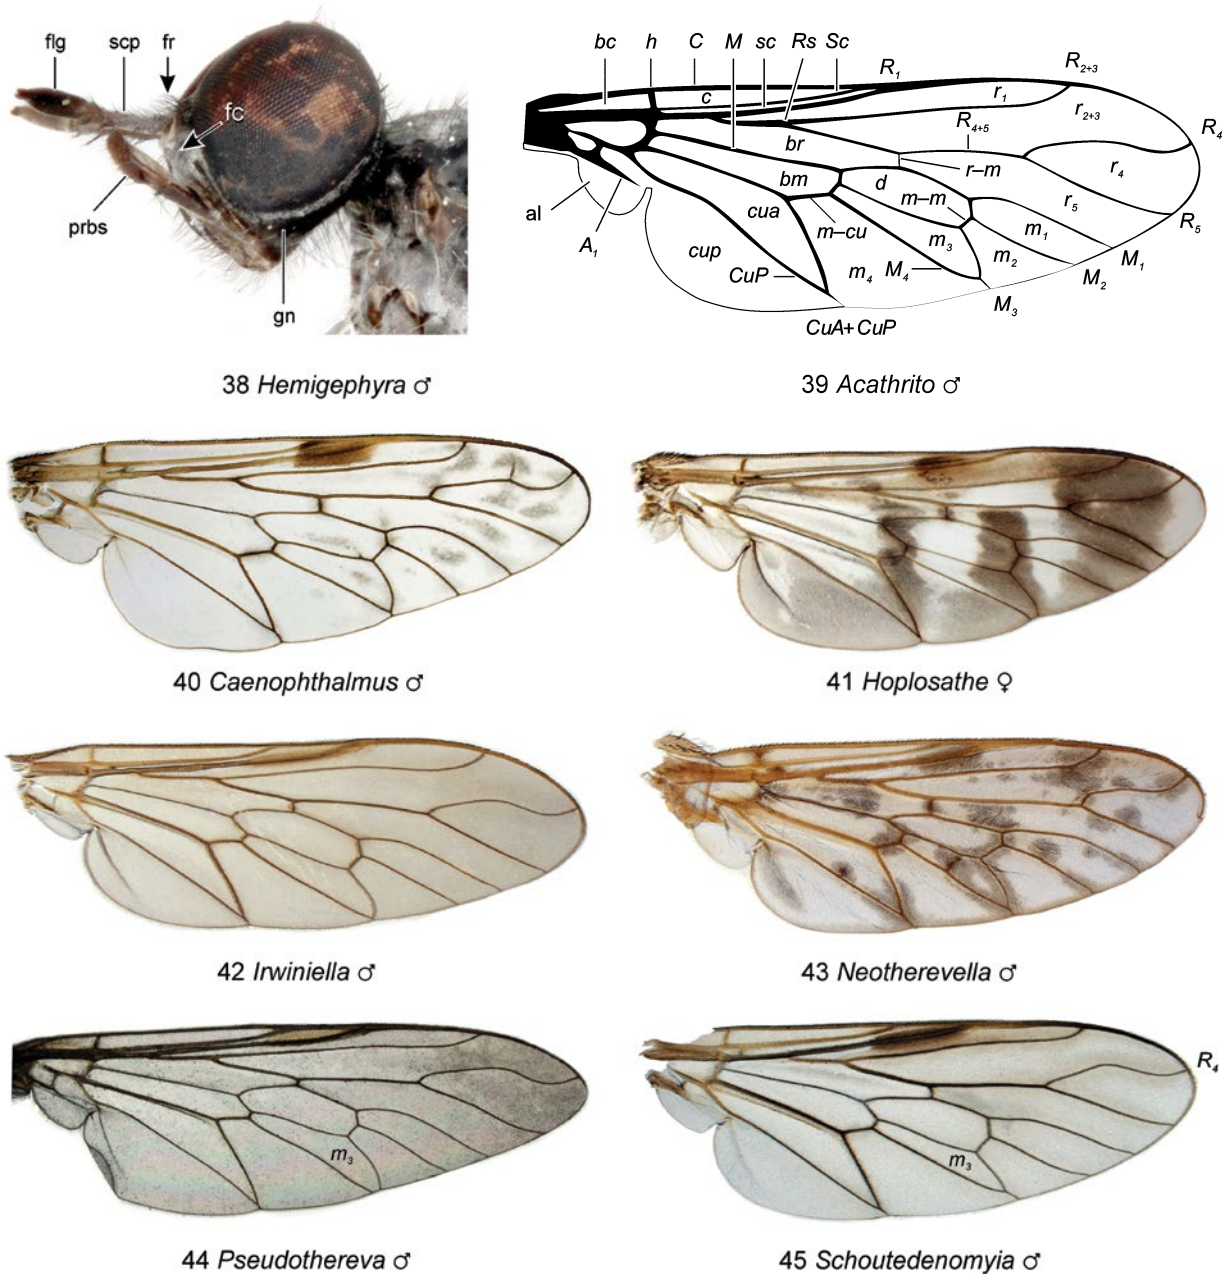 flg scp fr
fc
prbs
gn
38 Hemigephyra ♂
bc h C M sc Rs Sc R1 R2+3
c r1 r2+3
R4+5 R4
br r–m r4
bm d m–m r5 R5
al cua m1
A1 m–cu m3 m2 M1
cup CuP m4 M4 M2
M3
CuA+CuP
39 Acathrito ♂
40 Caenophthalmus ♂
41 Hoplosathe ♀
42 Irwiniella ♂
43 Neotherevella ♂
R4
m3
m3
44 Pseudothereva ♂
45 Schoutedenomyia ♂